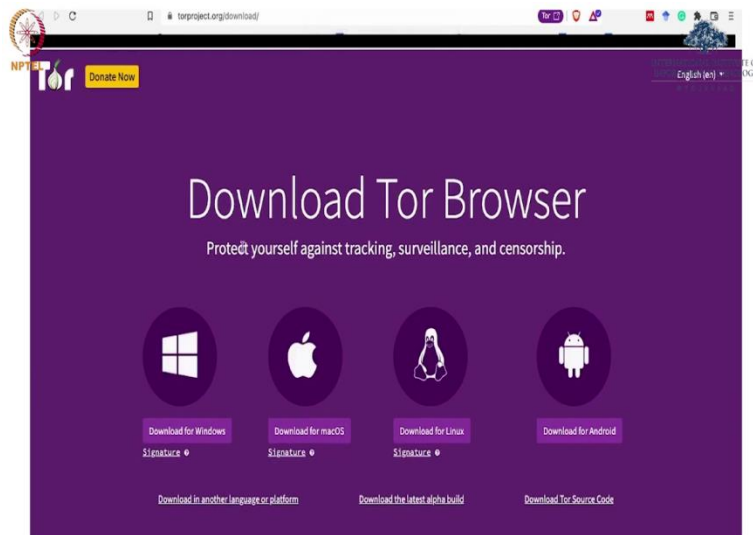 torproject.org/download/
Tor
NPTEL
Tor
Donate Now
English (en)
Download Tor Browser
Protect yourself against tracking, surveillance, and censorship.
Download for Windows
Download for macOS
Download for Linux
Download for Android
Signature
Signature
Signature
Download in another language or platform
Download the latest alpha build
Download Tor Source Code